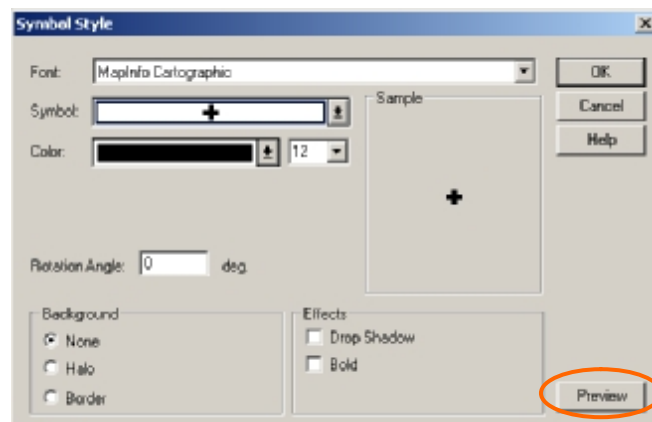 Symbol Style
Font: MapInfo Cartographic
OK
Symbol:
Sample
Cancel
Color: 12
Help
Rotation Angle: 0 deg.
Background
Effects
None
Drop Shadow
Halo
Bold
Border
Preview